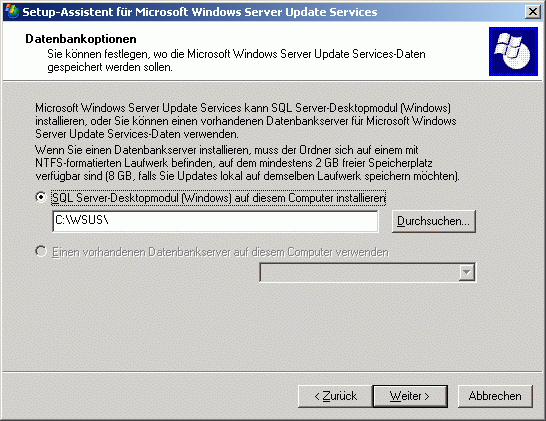 Setup-Assistent für Microsoft Windows Server Update Services
Datenbankoptionen
Sie können festlegen, wo die Microsoft Windows Server Update Services-Daten
gespeichert werden sollen.
Microsoft Windows Server Update Services kann SQL Server-Desktopmodul (Windows)
installieren, oder Sie können einen vorhandenen Datenbankserver für Microsoft Windows
Server Update Services-Daten verwenden.
Wenn Sie einen Datenbankserver installieren, muss der Ordner sich auf einem mit
NTFS-formatierten Laufwerk befinden, auf dem mindestens 2 GB freier Speicherplatz
verfügbar sind (8 GB, falls Sie Updates lokal auf demselben Laufwerk speichern möchten).
SQL Server-Desktopmodul (Windows) auf diesem Computer installieren
C:\WSUS\
Durchsuchen...
Einen vorhandenen Datenbankserver auf diesem Computer verwenden
< Zurück
Weiter >
Abbrechen